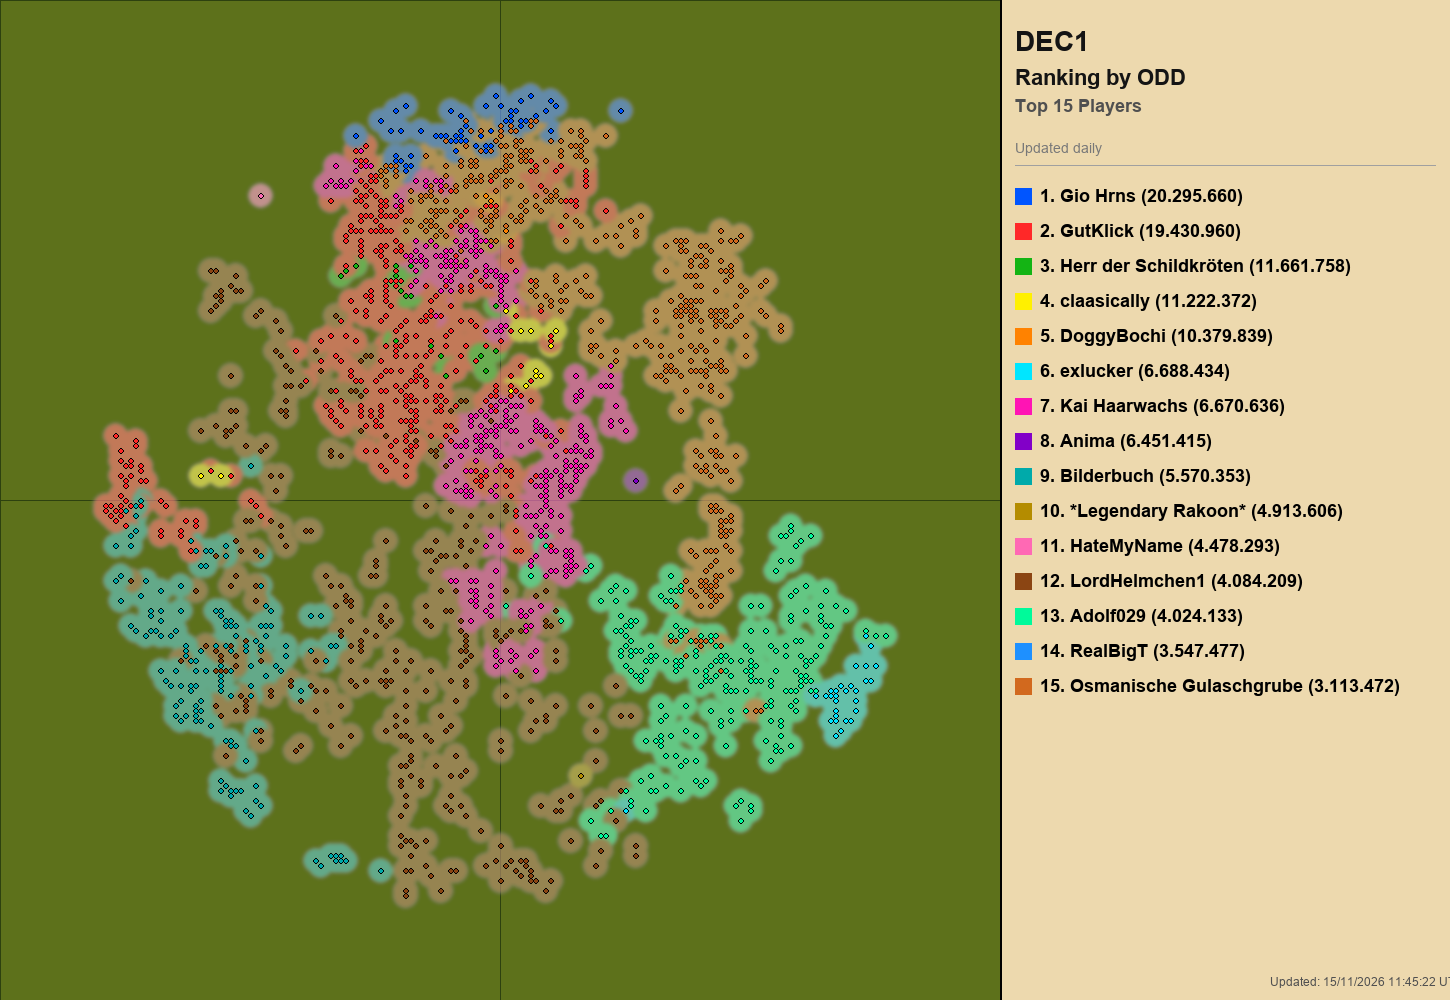 DEC1
Ranking by ODD
Top 15 Players
Updated daily
1. Gio Hrns (20.295.660)
2. GutKlick (19.430.960)
3. Herr der Schildkröten (11.661.758)
4. claasically (11.222.372)
5. DoggyBochi (10.379.839)
6. exlucker (6.688.434)
7. Kai Haarwachs (6.670.636)
8. Anima (6.451.415)
9. Bilderbuch (5.570.353)
10. *Legendary Rakoon* (4.913.606)
11. HateMyName (4.478.293)
12. LordHelmchen1 (4.084.209)
13. Adolf029 (4.024.133)
14. RealBigT (3.547.477)
15. Osmanische Gulaschgrube (3.113.472)
Updated: 15/11/2026 11:45:22 U